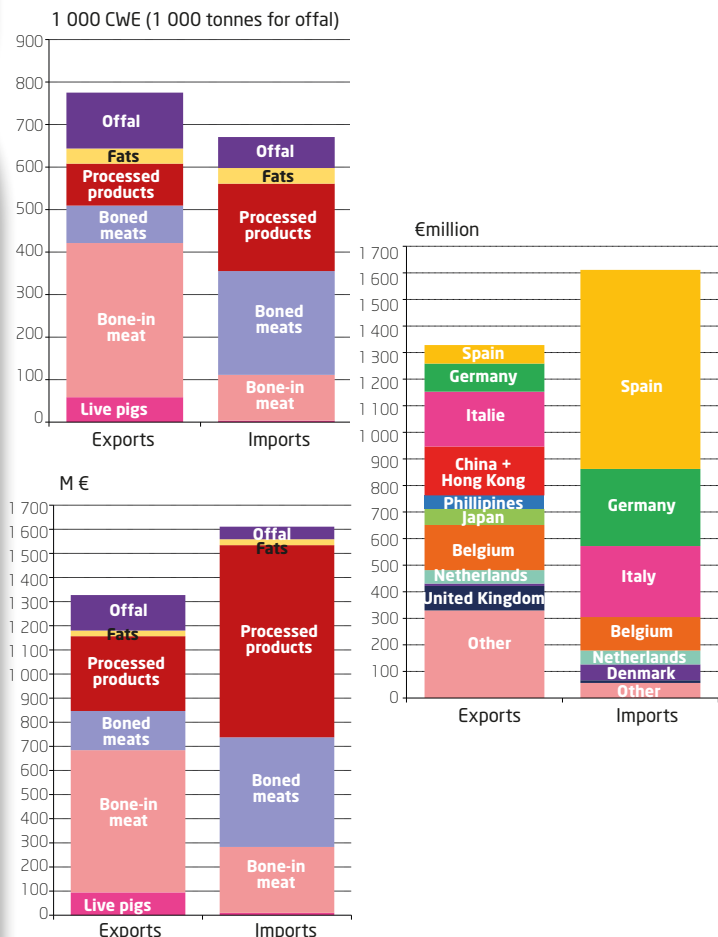 1 000 CWE (1 000 tonnes for offal)
900
800
700
600
500
400
300
200
100
0
Offal
Fats
Processed
products
Boned
meats
Bone-in
meat
Live pigs
Offal
Fats
Processed
products
Boned
meats
Bone-in
meat
Exports
Imports
M €
1 700
1 600
1 500
1 400
1 300
1 200
1 100
1 000
900
800
700
600
500
400
300
200
100
0
Offal
Fats
Processed
products
Boned
meats
Bone-in
meat
Live pigs
Offal
Fats
Processed
products
Boned
meats
Bone-in
meat
Exports
Imports
€million
1 700
1 600
1 500
1 400
1 300
1 200
1 100
1 000
900
800
700
600
500
400
300
200
100
0
Spain
Germany
Italie
China +
Hong Kong
Phillipines
Japan
Belgium
Netherlands
United Kingdom
Other
Spain
Germany
Italy
Belgium
Netherlands
Denmark
Other
Exports
Imports